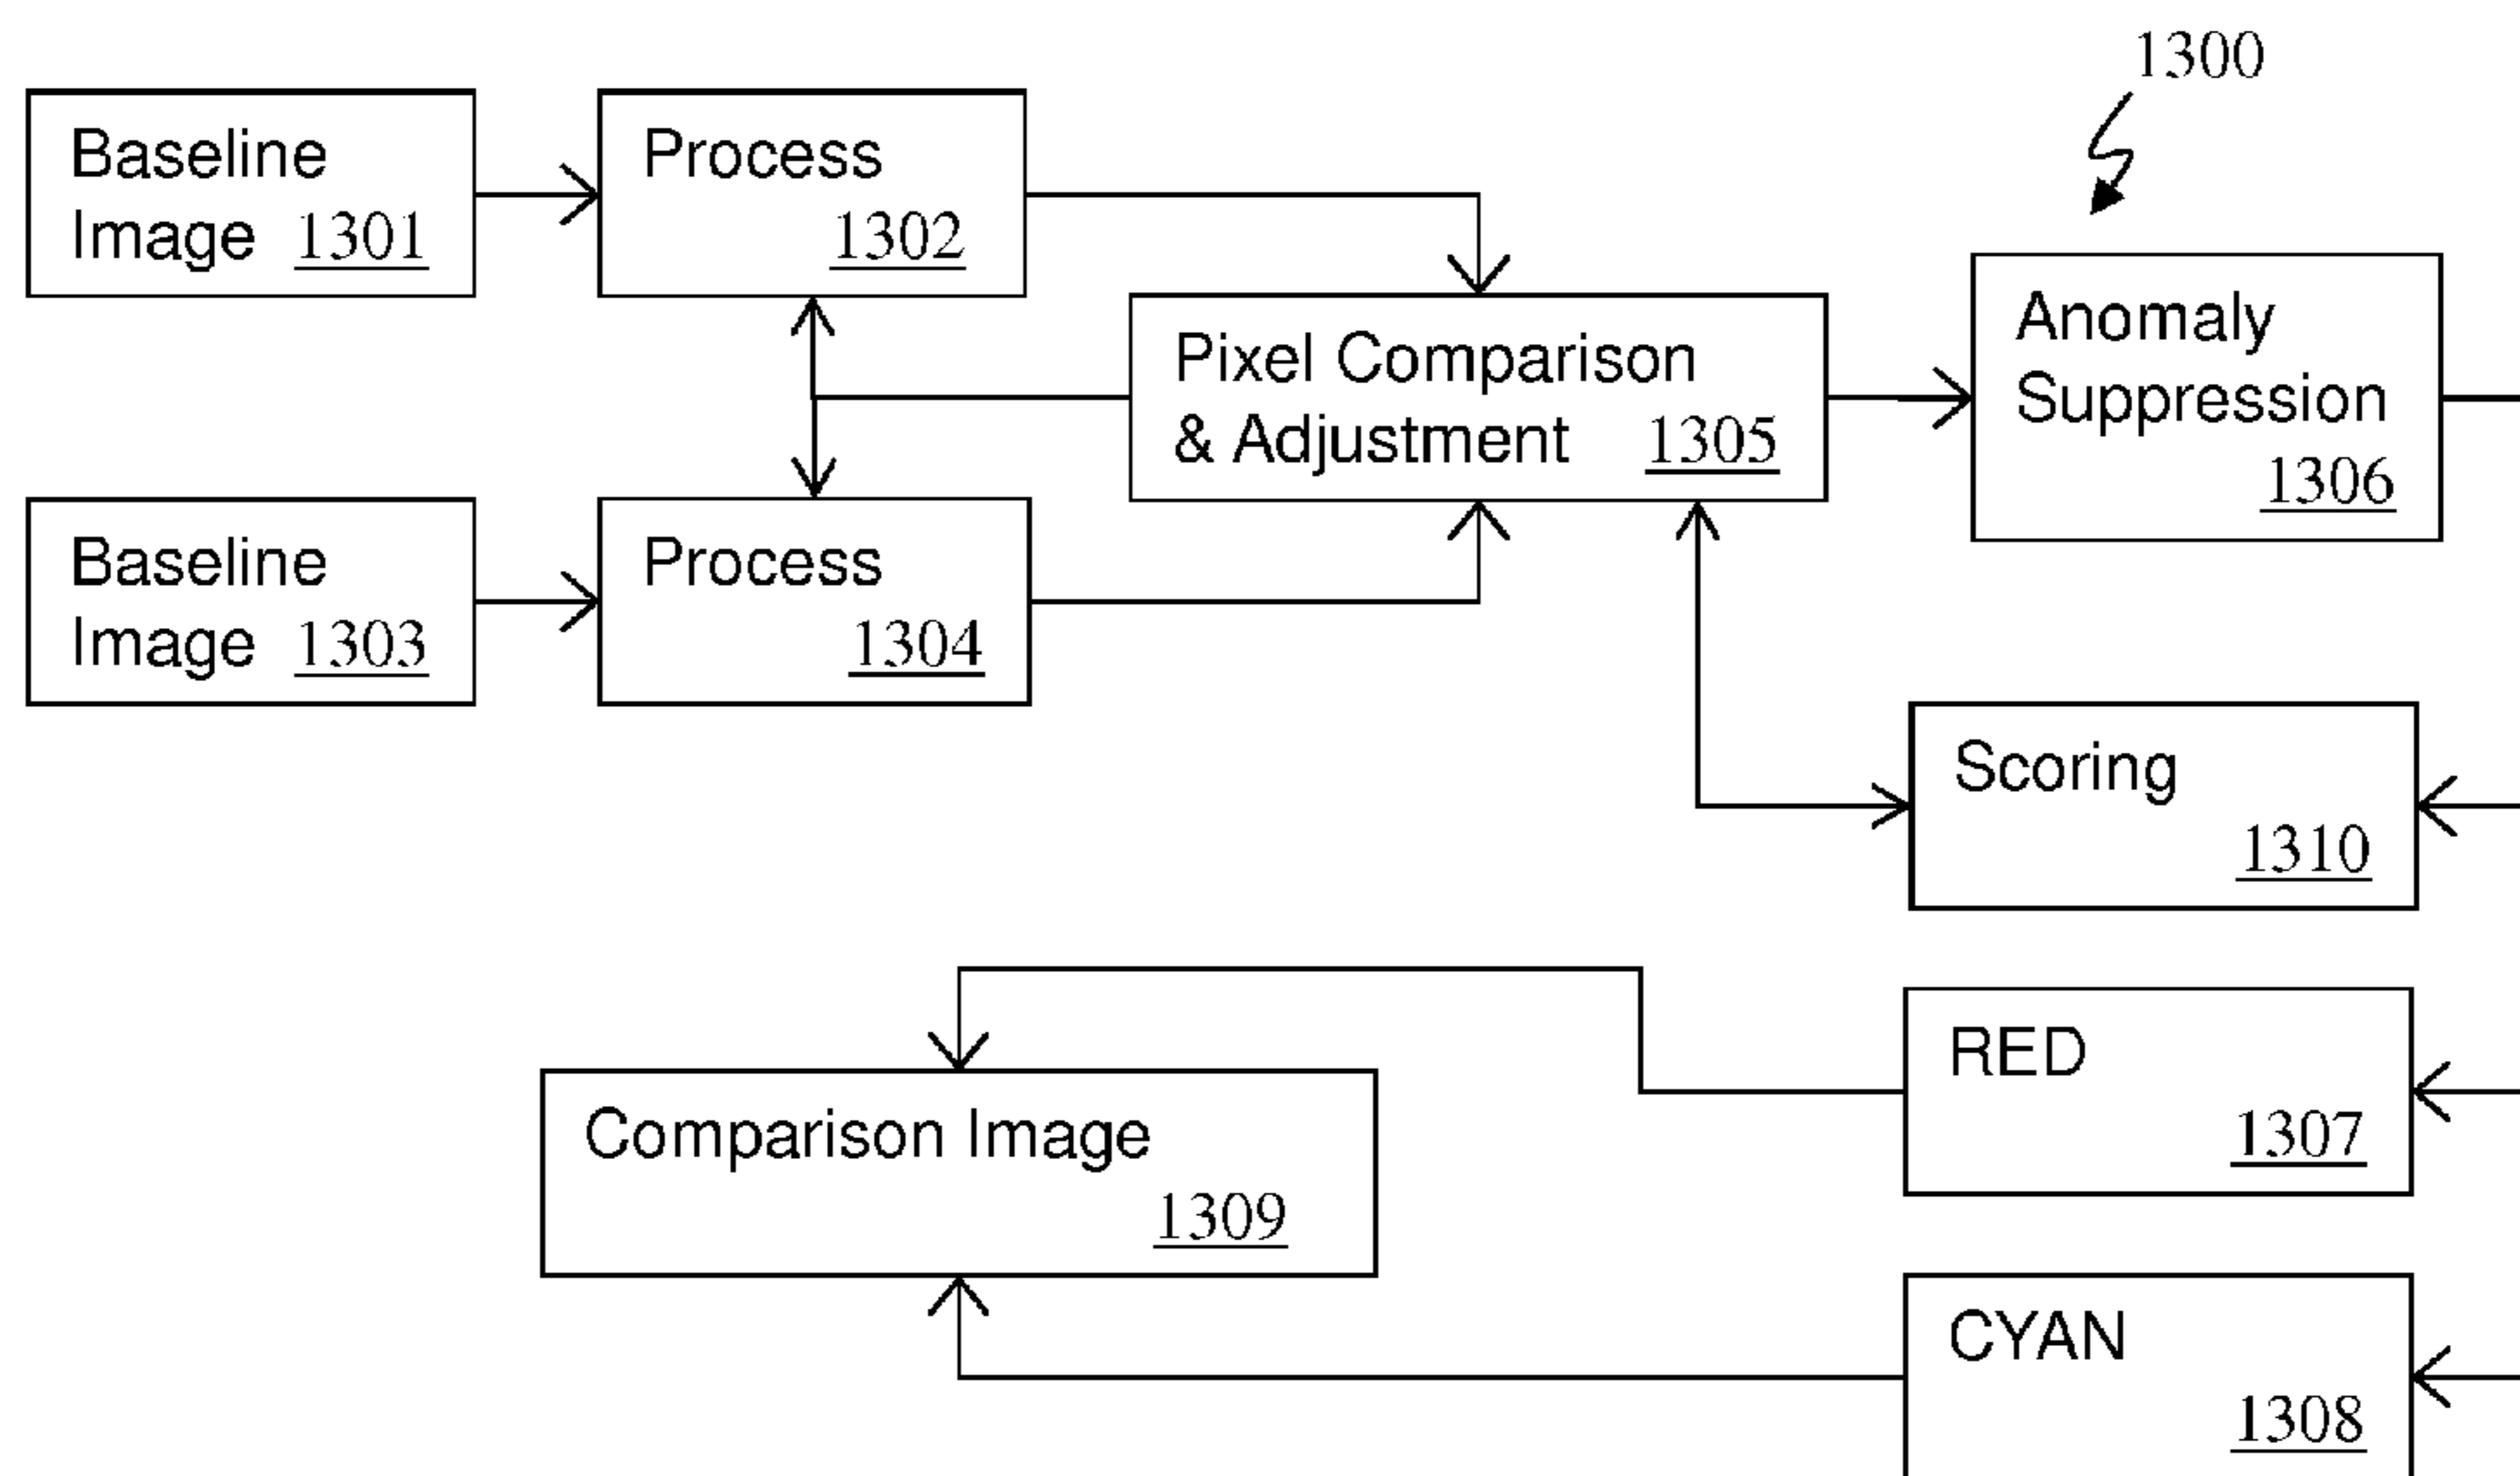 1300
Baseline
Image 1301
Process
1302
Pixel Comparison
& Adjustment 1305
Anomaly
Suppression
1306
Baseline
Image 1303
Process
1304
Scoring
1310
RED
1307
Comparison Image
1309
CYAN
1308